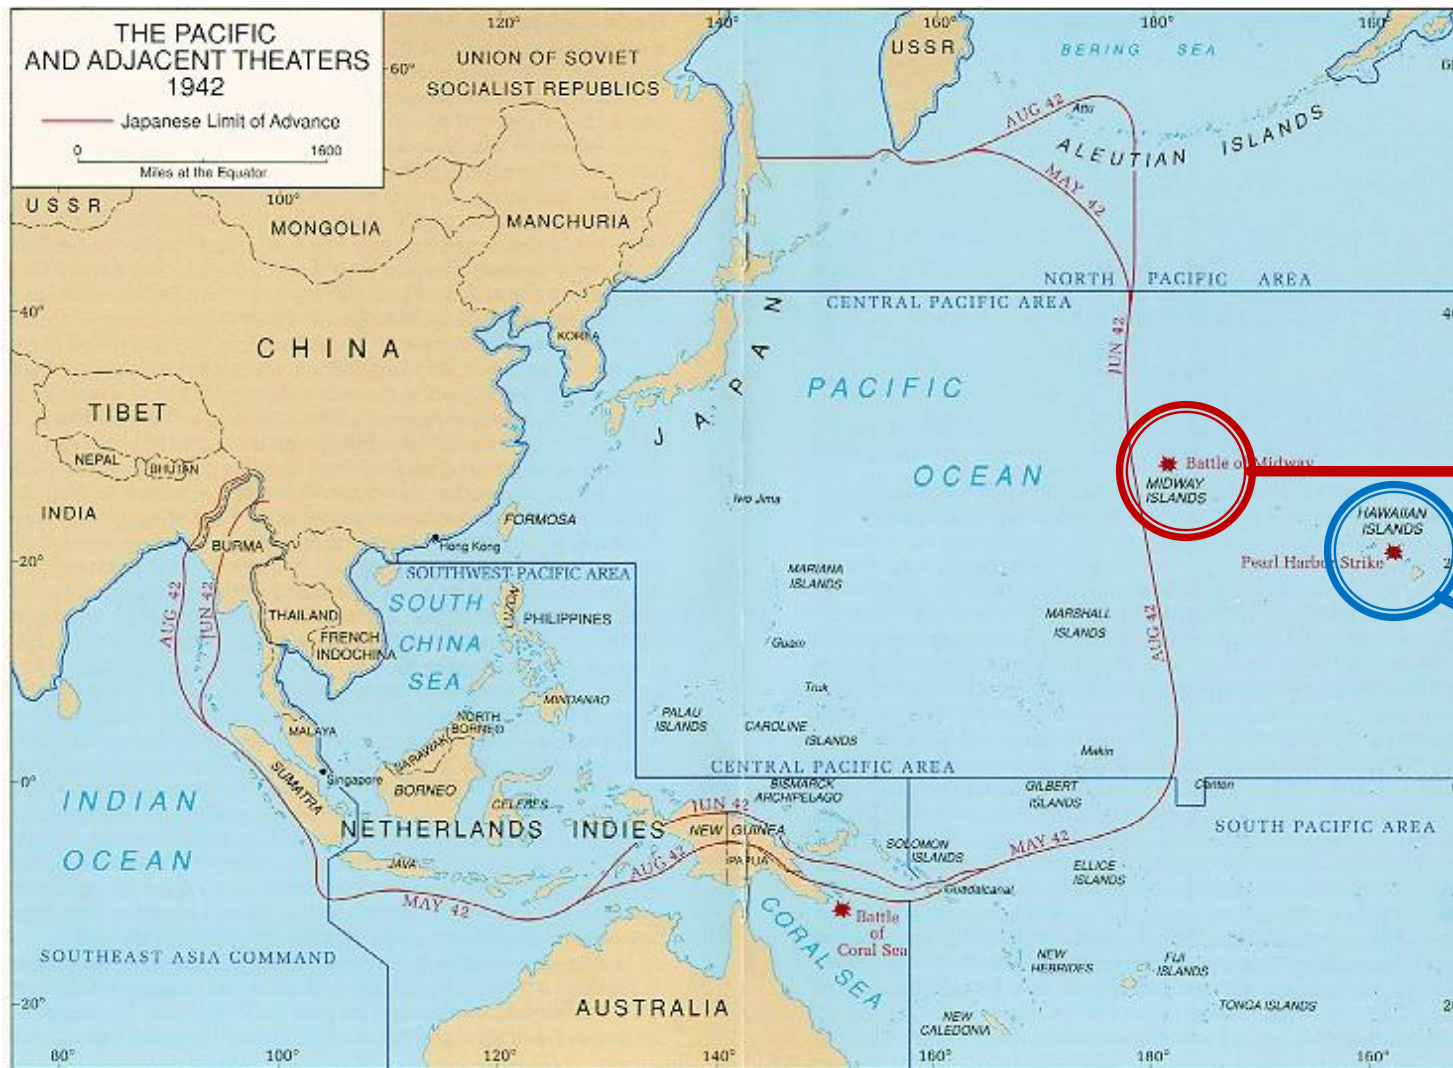 THE PACIFIC
AND ADJACENT THEATERS
1942
Japanese Limit of Advance
0 1600
Miles at the Equator
120° 140° 160° 180° 160°
60°
UNION OF SOVIET
SOCIALIST REPUBLICS
USSR
BERING SEA
AUG 42
Attu
ALEUTIAN ISLANDS
MAY 42
USSR
100°
MONGOLIA
MANCHURIA
NORTH PACIFIC AREA
CENTRAL PACIFIC AREA
40°
KOREA
CHINA
JAPAN
JUN 42
PACIFIC
OCEAN
TIBET
NEPAL
BHUTAN
INDIA
Battle of Midway
MIDWAY
ISLANDS
Iwo Jima
FORMOSA
HAWAIIAN
ISLANDS
Pearl Harbor Strike
BURMA
Hong Kong
20°
SOUTHWEST PACIFIC AREA
MARIANA
ISLANDS
AUG 42
JUN 42
THAILAND
FRENCH
INDOCHINA
SOUTH
CHINA
SEA
LUZON
PHILIPPINES
MARSHALL
ISLANDS
AUG 42
Guam
MINDANAO
Truk
PALAU
ISLANDS
CAROLINE
ISLANDS
MALAYA
NORTH
BORNEO
SARAWAK
Makin
CENTRAL PACIFIC AREA
0°
Singapore
SUMATRA
BORNEO
CELEBES
BISMARCK
ARCHIPELAGO
GILBERT
ISLANDS
Canton
INDIAN
OCEAN
JUN 42
NETHERLANDS INDIES
NEW GUINEA
PAPUA
SOLOMON
ISLANDS
MAY 42
SOUTH PACIFIC AREA
JAVA
AUG 42
ELLICE
ISLANDS
Guadalcanal
MAY 42
Battle
of
Coral Sea
CORAL SEA
SOUTHEAST ASIA COMMAND
NEW
HEBRIDES
FIJI
ISLANDS
20°
AUSTRALIA
TONGA ISLANDS
NEW
CALEDONIA
80° 100° 120° 140° 160° 180° 160°